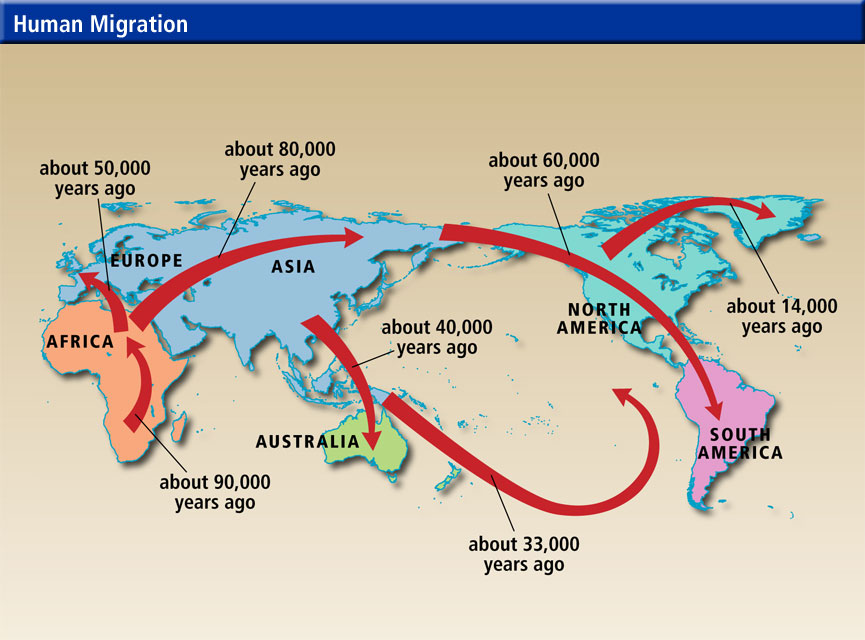 Human Migration
about 50,000
years ago
about 80,000
years ago
about 60,000
years ago
EUROPE
ASIA
AFRICA
NORTH
AMERICA
about 14,000
years ago
about 40,000
years ago
AUSTRALIA
SOUTH
AMERICA
about 90,000
years ago
about 33,000
years ago